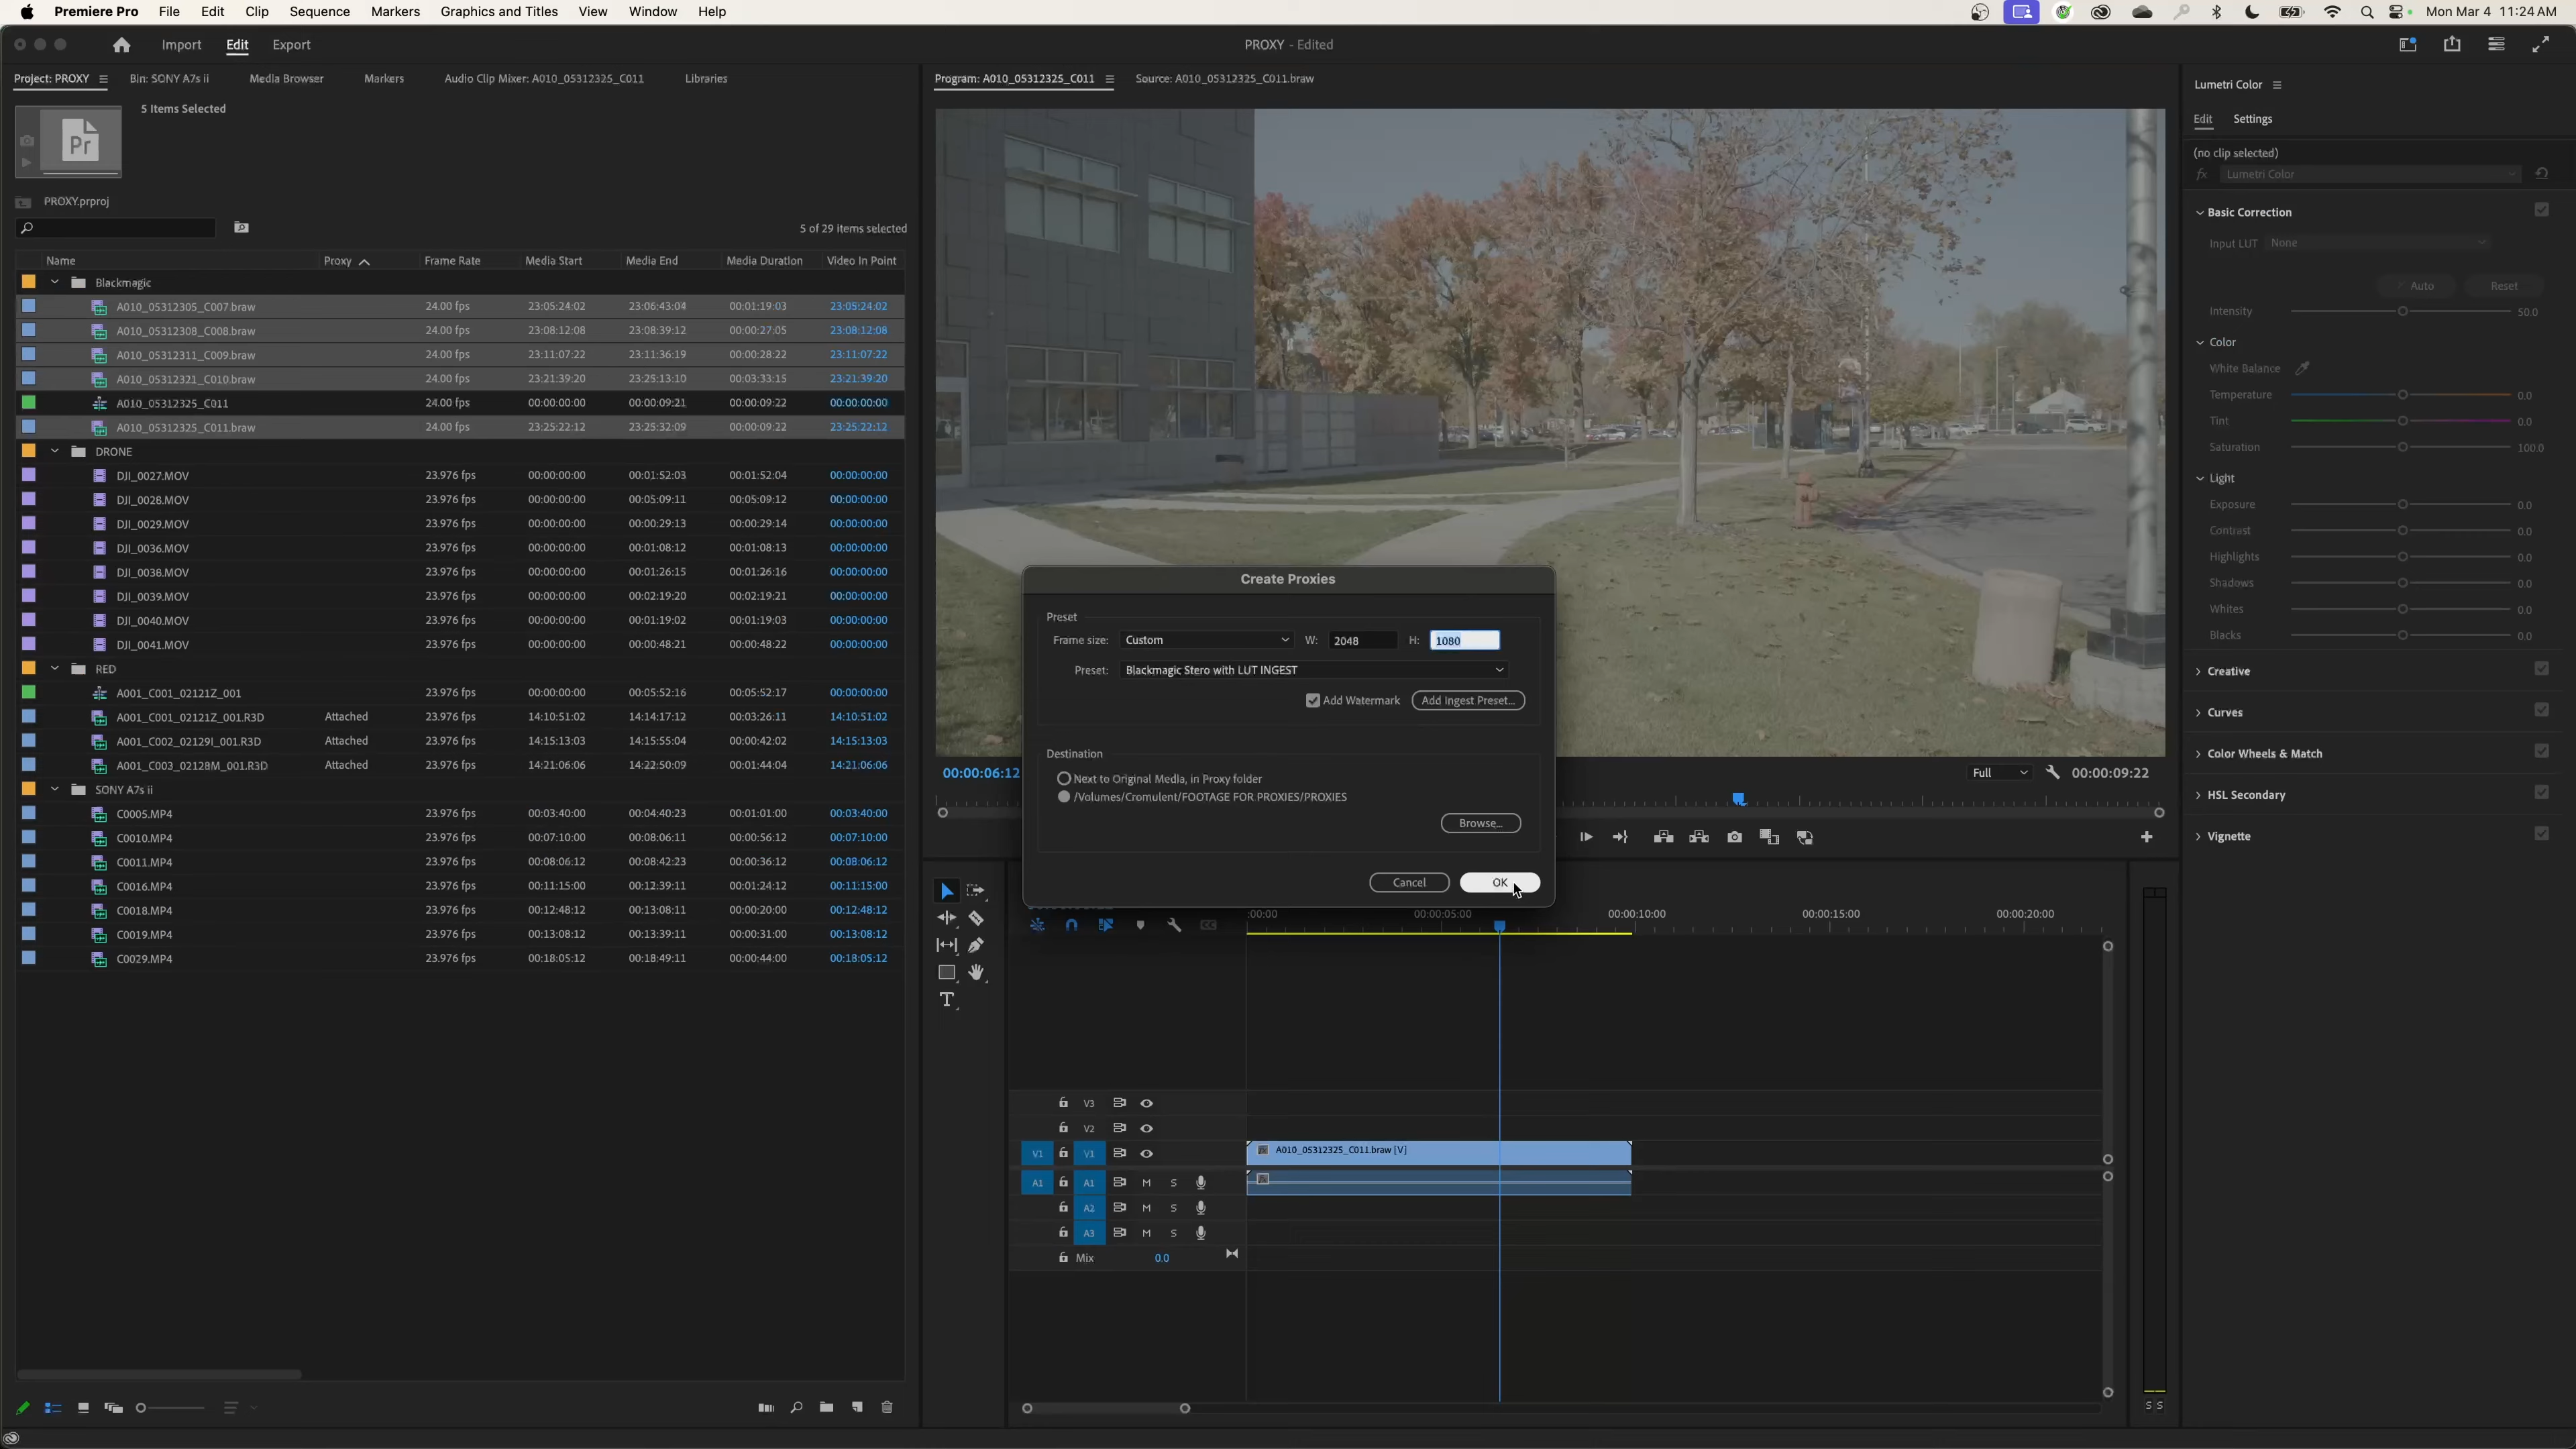 Premiere Pro File Edit Clip Sequence Markers Graphics and Titles View Window Help Mon Mar 4 11:24 AM
Import Edit Export PROXY - Edited
Project: PROXY Bin: SONY A7s ii Media Browser Markers Audio Clip Mixer: A010_05312325_C011 Libraries
5 Items Selected
Pr
PROXY.prproj
5 of 29 items selected
Name Proxy Frame Rate Media Start Media End Media Duration Video In Point
Blackmagic
A010_05312305_C007.braw 24.00 fps 23:05:24:02 23:06:43:04 00:01:19:03 23:05:24:02
A010_05312308_C008.braw 24.00 fps 23:08:12:08 23:08:39:12 00:00:27:05 23:08:12:08
A010_05312311_C009.braw 24.00 fps 23:11:07:22 23:11:36:19 00:00:28:22 23:11:07:22
A010_05312321_C010.braw 24.00 fps 23:21:39:20 23:25:13:10 00:03:33:15 23:21:39:20
A010_05312325_C011 24.00 fps 00:00:00:00 00:00:09:21 00:00:09:22 00:00:00:00
A010_05312325_C011.braw 24.00 fps 23:25:22:12 23:25:32:09 00:00:09:22 23:25:22:12
DRONE
DJI_0027.MOV 23.976 fps 00:00:00:00 00:01:52:03 00:01:52:04 00:00:00:00
DJI_0028.MOV 23.976 fps 00:00:00:00 00:05:09:11 00:05:09:12 00:00:00:00
DJI_0029.MOV 23.976 fps 00:00:00:00 00:00:29:13 00:00:29:14 00:00:00:00
DJI_0036.MOV 23.976 fps 00:00:00:00 00:01:08:12 00:01:08:13 00:00:00:00
DJI_0038.MOV 23.976 fps 00:00:00:00 00:01:26:15 00:01:26:16 00:00:00:00
DJI_0039.MOV 23.976 fps 00:00:00:00 00:02:19:20 00:02:19:21 00:00:00:00
DJI_0040.MOV 23.976 fps 00:00:00:00 00:01:19:02 00:01:19:03 00:00:00:00
DJI_0041.MOV 23.976 fps 00:00:00:00 00:00:48:21 00:00:48:22 00:00:00:00
RED
A001_C001_02121Z_001 23.976 fps 00:00:00:00 00:05:52:16 00:05:52:17 00:00:00:00
A001_C001_02121Z_001.R3D Attached 23.976 fps 14:10:51:02 14:14:17:12 00:03:26:11 14:10:51:02
A001_C002_02129I_001.R3D Attached 23.976 fps 14:15:13:03 14:15:55:04 00:00:42:02 14:15:13:03
A001_C003_02128M_001.R3D Attached 23.976 fps 14:21:06:06 14:22:50:09 00:01:44:04 14:21:06:06
SONY A7s ii
C0005.MP4 23.976 fps 00:03:40:00 00:04:40:23 00:01:01:00 00:03:40:00
C0010.MP4 23.976 fps 00:07:10:00 00:08:06:11 00:00:56:12 00:07:10:00
C0011.MP4 23.976 fps 00:08:06:12 00:08:42:23 00:00:36:12 00:08:06:12
C0016.MP4 23.976 fps 00:11:15:00 00:12:39:11 00:01:24:12 00:11:15:00
C0018.MP4 23.976 fps 00:12:48:12 00:13:08:11 00:00:20:00 00:12:48:12
C0019.MP4 23.976 fps 00:13:08:12 00:13:39:11 00:00:31:00 00:13:08:12
C0029.MP4 23.976 fps 00:18:05:12 00:18:49:11 00:00:44:00 00:18:05:12
Program: A010_05312325_C011 Source: A010_05312325_C011.braw
Create Proxies
Preset
Frame size: Custom W: 2048 H: 1080
Preset: Blackmagic Stero with LUT INGEST
Add Watermark Add Ingest Preset...
Destination
Next to Original Media, in Proxy folder
/Volumes/Cromulent/FOOTAGE FOR PROXIES/PROXIES
Browse...
Cancel OK
00:00:06:12 Full 00:00:09:22
:00:00 00:00:05:00 00:00:10:00 00:00:15:00 00:00:20:00
V3
V2
V1 V1 A010_05312325_C011.braw [V]
A1 A1 M S
A2 M S
A3 M S
Mix 0.0
S S
Lumetri Color
Edit Settings
(no clip selected)
fx Lumetri Color
Basic Correction
Input LUT None
Auto Reset
Intensity 50.0
Color
White Balance
Temperature 0.0
Tint 0.0
Saturation 100.0
Light
Exposure 0.0
Contrast 0.0
Highlights 0.0
Shadows 0.0
Whites 0.0
Blacks 0.0
Creative
Curves
Color Wheels & Match
HSL Secondary
Vignette